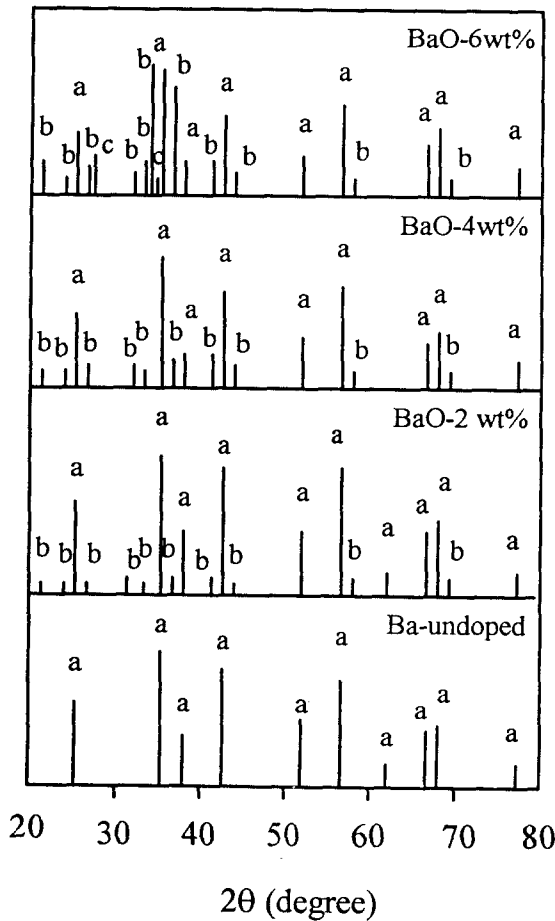 BaO-6wt%
a
b b
a
a a
a
b b b a a a a
b c b c b
b b b b
BaO-4wt%
a
a a a
a
a a a a
b b b b b b
b b b b
BaO-2 wt%
a
a a a
a a a a
a a
b b b b b b b
b b b
Ba-undoped
a
a a
a a a a
a a
20 30 40 50 60 70 80
2θ (degree)